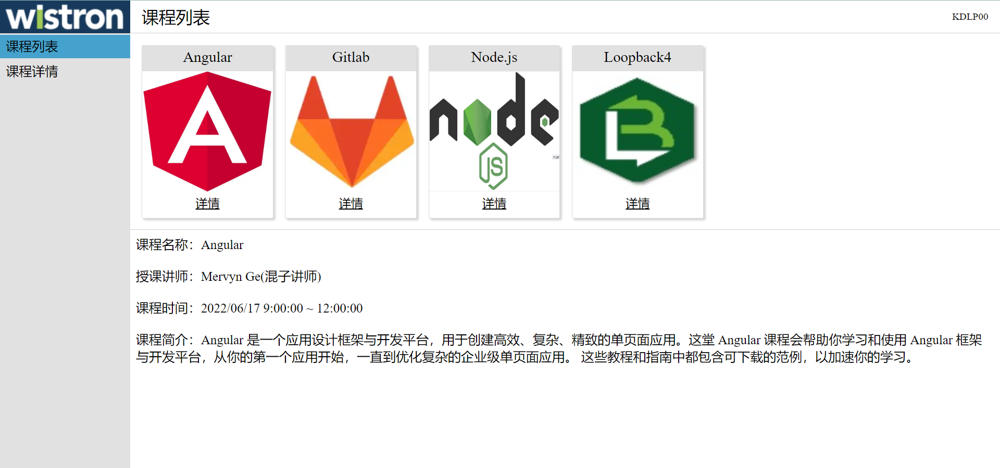 wistron
课程列表
KDLP00
课程列表
课程详情
Angular
Gitlab
Node.js
Loopback4
node
JS
详情
详情
详情
详情
课程名称：Angular
授课讲师：Mervyn Ge(混子讲师)
课程时间：2022/06/17 9:00:00 ~ 12:00:00
课程简介：Angular 是一个应用设计框架与开发平台，用于创建高效、复杂、精致的单页面应用。这堂 Angular 课程会帮助你学习和使用 Angular 框架
与开发平台，从你的第一个应用开始，一直到优化复杂的企业级单页面应用。 这些教程和指南中都包含可下载的范例，以加速你的学习。